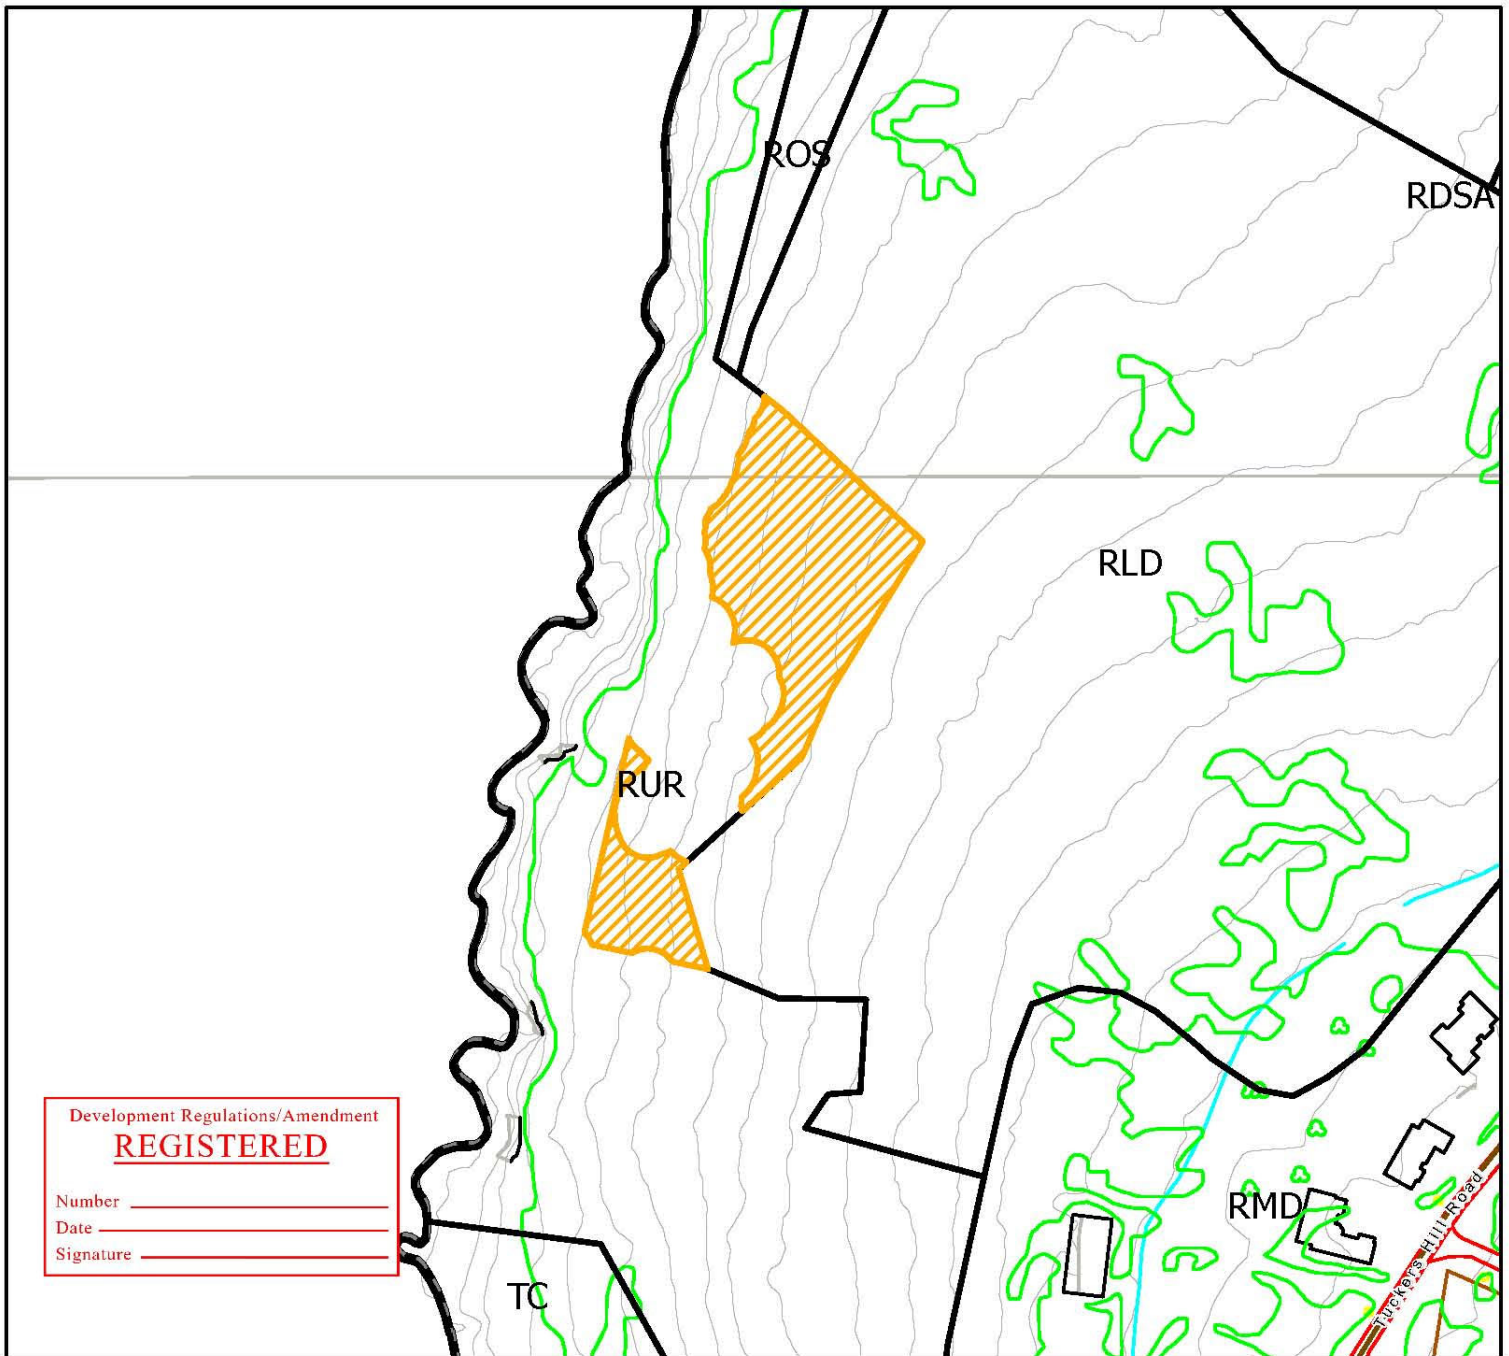 ROS
RDSA
RLD
RUR
Development Regulations/Amendment
REGISTERED
Number
Date
Signature
RMD
Tuckers Hill Road
TC